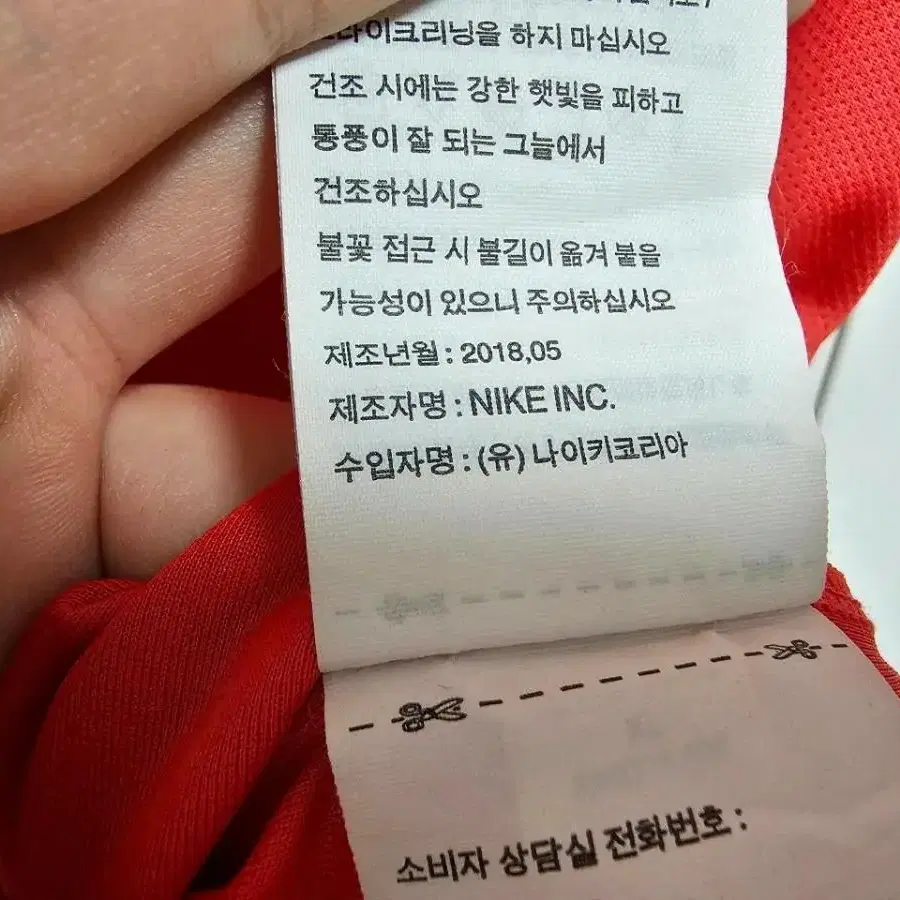 드라이크리닝을 하지 마십시오
건조 시에는 강한 햇빛을 피하고
통풍이 잘 되는 그늘에서
건조하십시오
불꽃 접근 시 불길이 옮겨 붙을
가능성이 있으니 주의하십시오
제조년월 : 2018,05
제조자명 : NIKE INC.
수입자명 : (유) 나이키코리아
소비자 상담실 전화번호 :